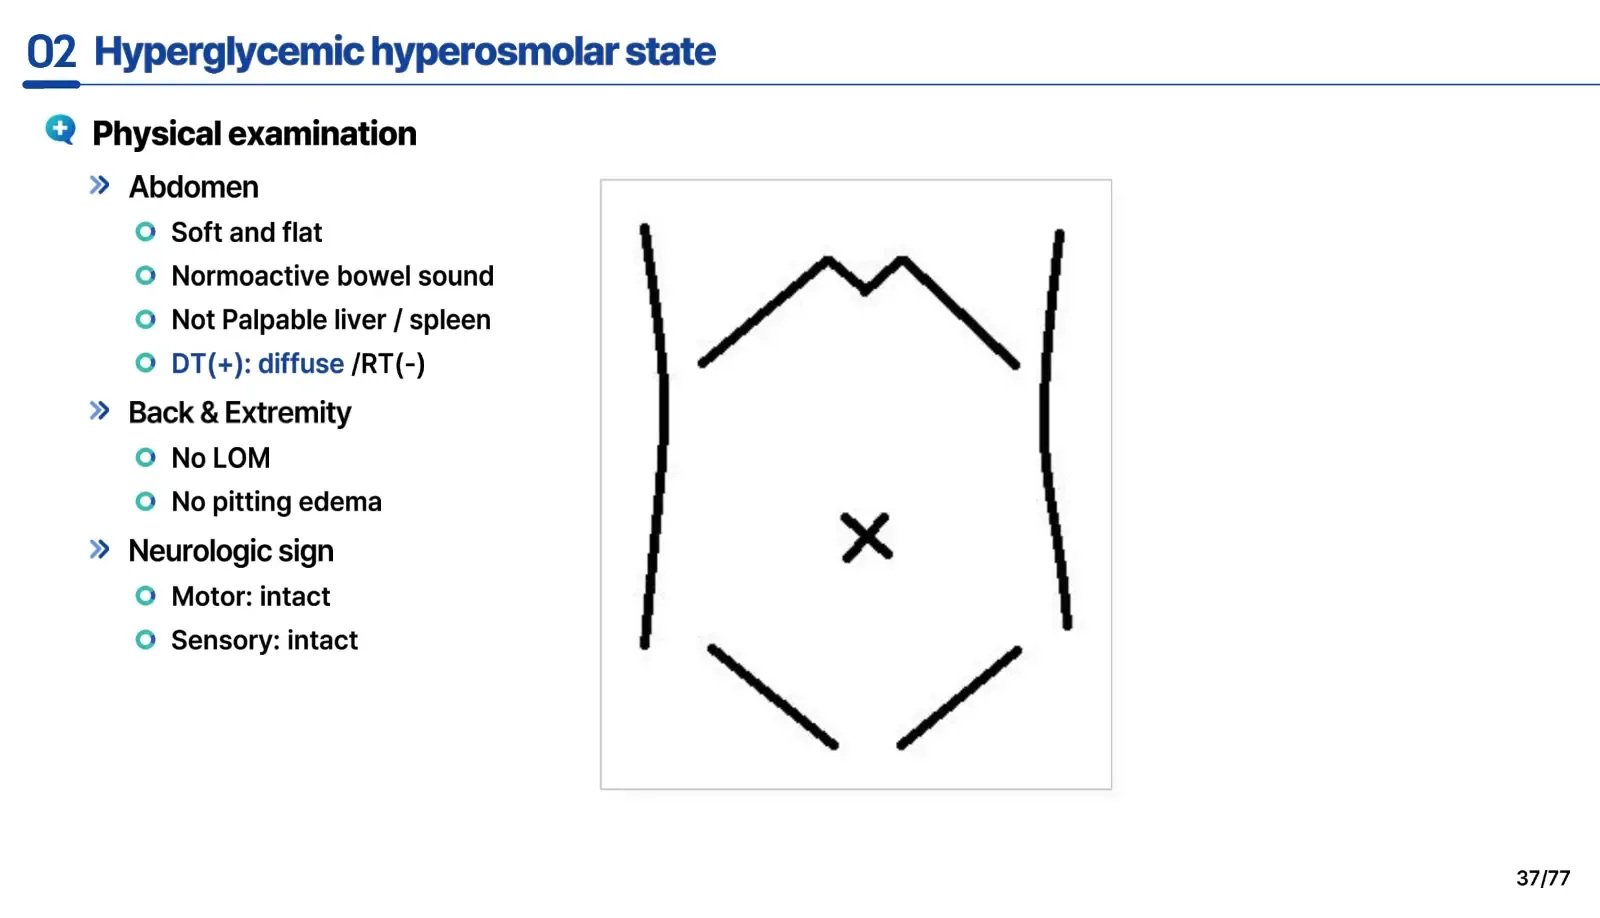 02 Hyperglycemic hyperosmolar state
Physical examination
Abdomen
Soft and flat
Normoactive bowel sound
Not Palpable liver / spleen
DT(+): diffuse /RT(-)
Back & Extremity
No LOM
No pitting edema
Neurologic sign
Motor: intact
Sensory: intact
37/77